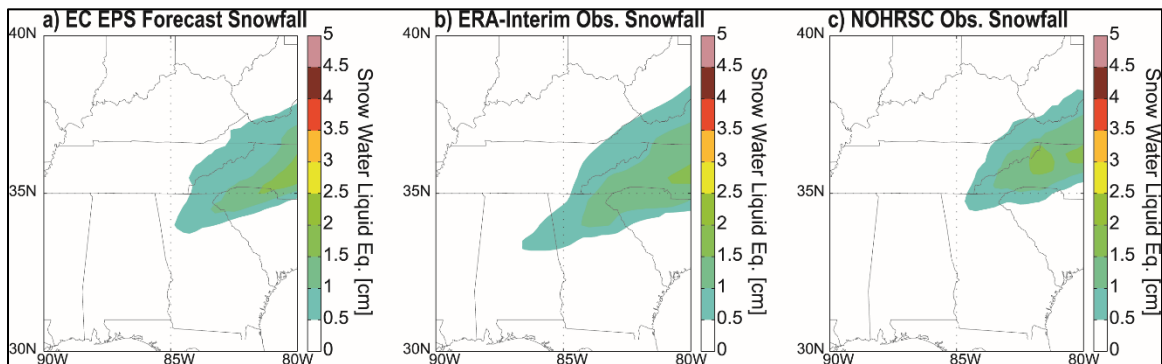 a) EC EPS Forecast Snowfall
40N
35N
30N
90W
85W
80W
5
4.5
4
3.5
3
2.5
2
1.5
1
0.5
0
Snow Water Liquid Eq. [cm]
b) ERA-Interim Obs. Snowfall
40N
35N
30N
90W
85W
80W
5
4.5
4
3.5
3
2.5
2
1.5
1
0.5
0
Snow Water Liquid Eq. [cm]
c) NOHRSC Obs. Snowfall
40N
35N
30N
90W
85W
80W
5
4.5
4
3.5
3
2.5
2
1.5
1
0.5
0
Snow Water Liquid Eq. [cm]